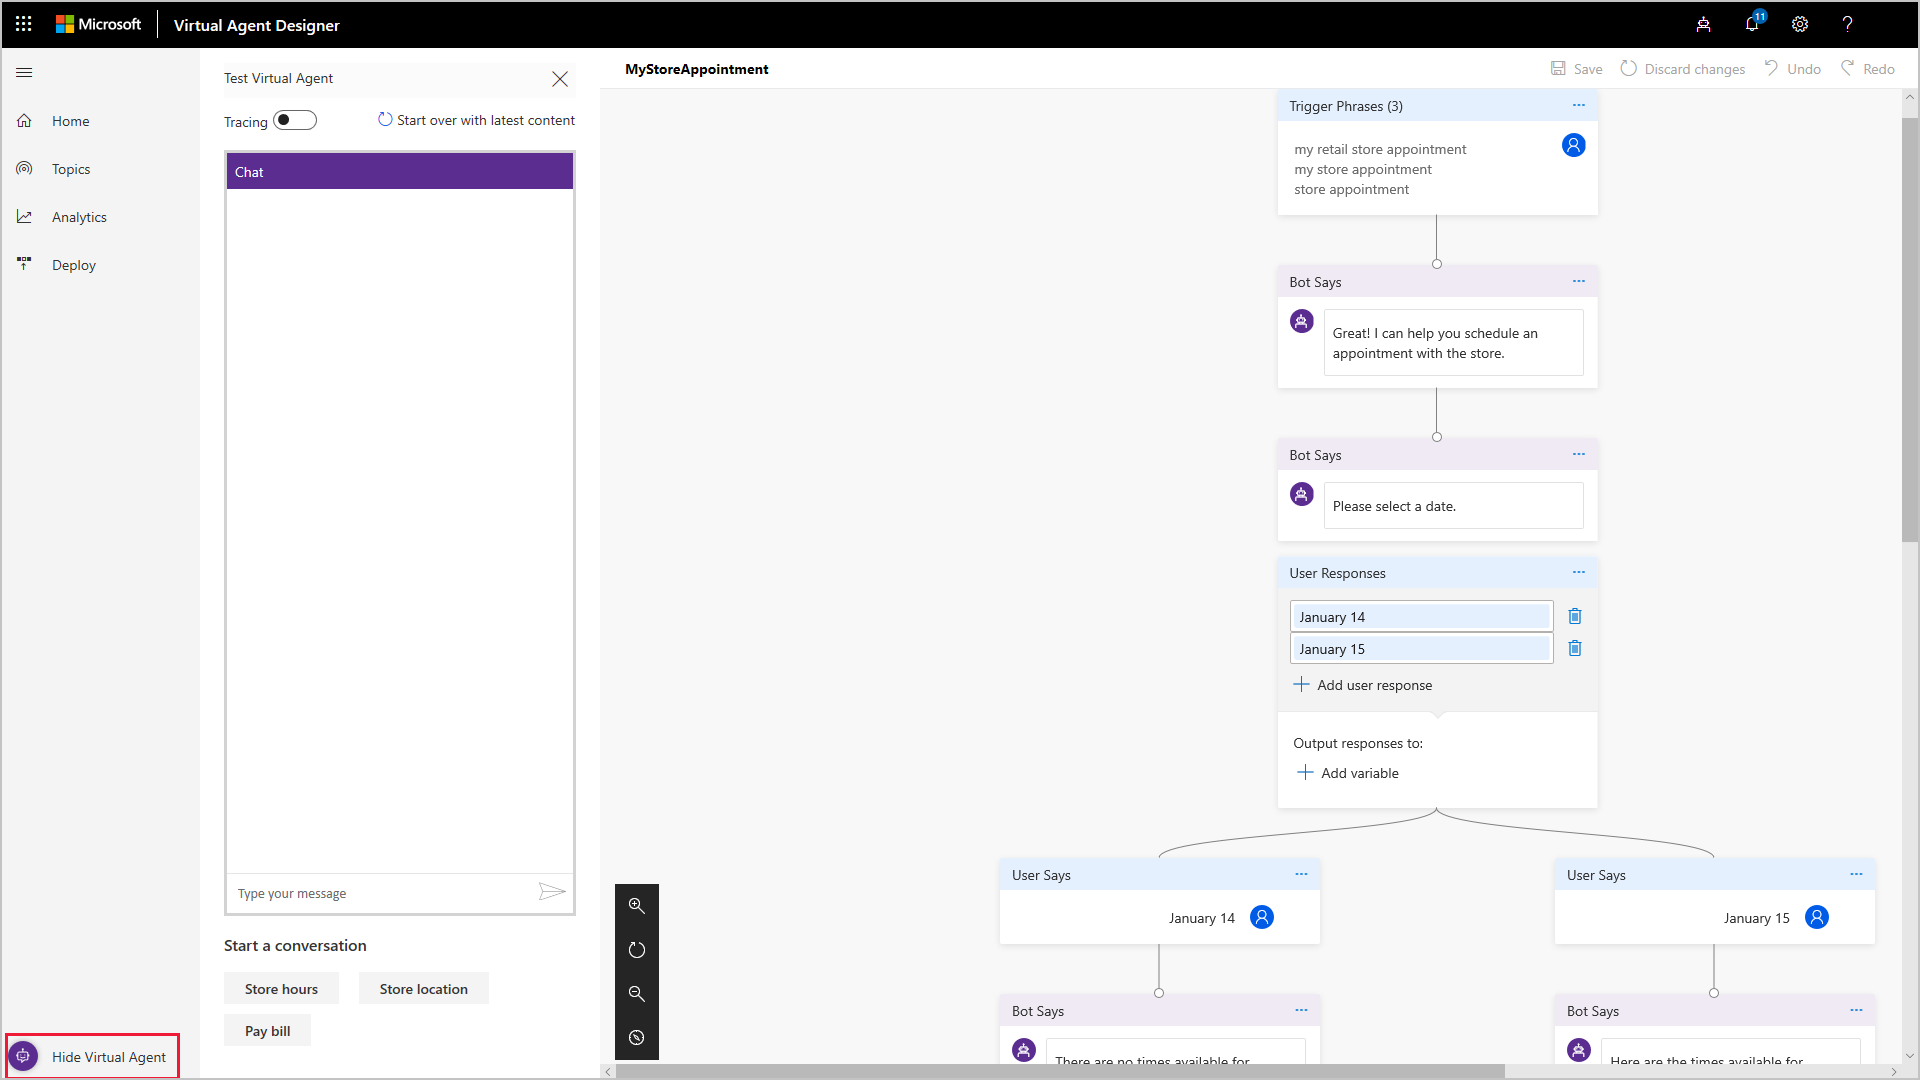 Microsoft
Virtual Agent Designer
11
?
Test Virtual Agent
Tracing
Start over with latest content
Home
Topics
Analytics
Deploy
Chat
Type your message
Start a conversation
Store hours
Store location
Pay bill
Hide Virtual Agent
MyStoreAppointment
Save
Discard changes
Undo
Redo
Trigger Phrases (3)
my retail store appointment
my store appointment
store appointment
Bot Says
Great! I can help you schedule an
appointment with the store.
Bot Says
Please select a date.
User Responses
January 14
January 15
Add user response
Output responses to:
Add variable
User Says
January 14
User Says
January 15
Bot Says
There are no times available for
Bot Says
Here are the times available for